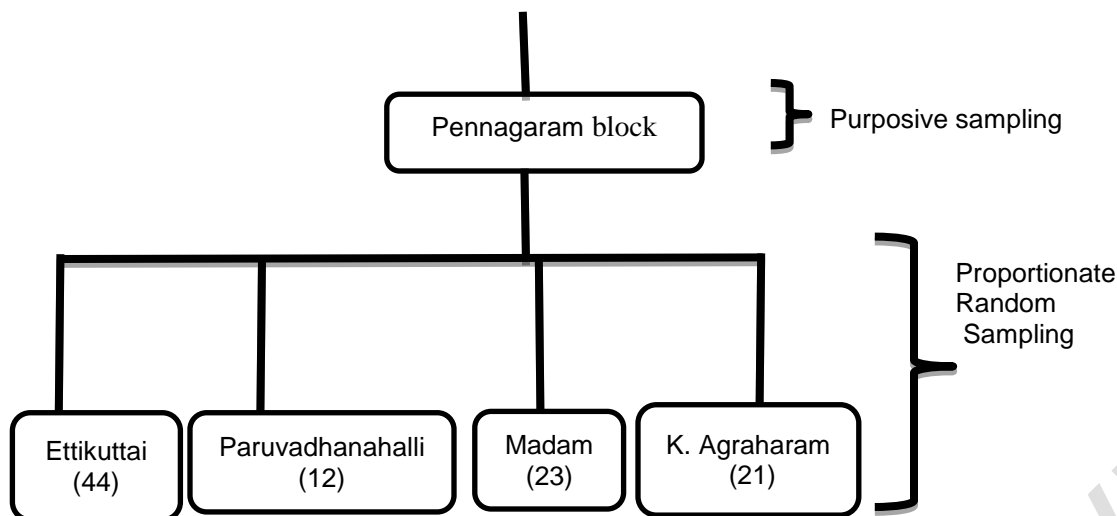 Pennagaram block
Purposive sampling
Proportionate
Random
Sampling
Ettikuttai
(44)
Paruvadhanahalli
(12)
Madam
(23)
K. Agraharam
(21)